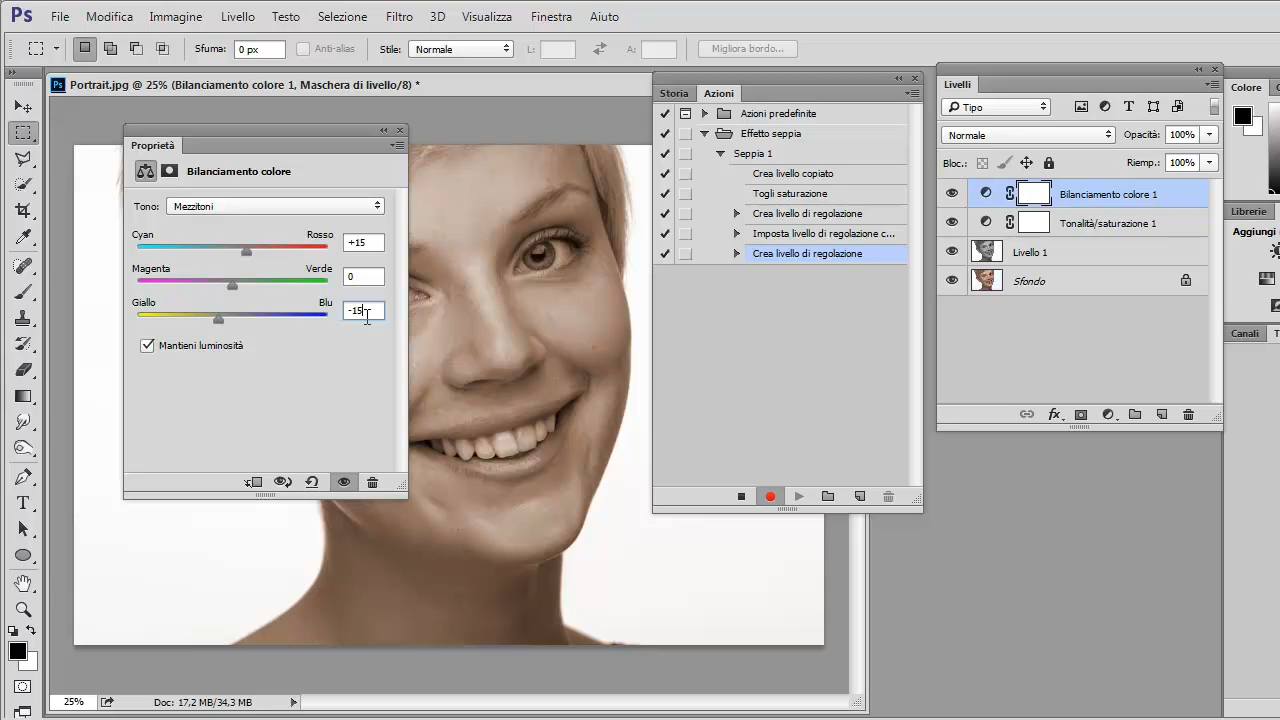 Ps File Modifica Immagine Livello Testo Selezione Filtro 3D Visualizza Finestra Aiuto
Sfuma: 0 px Anti-alias Stile: Normale L: A: Migliora bordo...
Ps Portrait.jpg @ 25% (Bilanciamento colore 1, Maschera di livello/8) *
Proprietà
Bilanciamento colore
Tono: Mezzitoni
Cyan Rosso +15
Magenta Verde 0
Giallo Blu -15
Mantieni luminosità
Storia Azioni
Azioni predefinite
Effetto seppia
Seppia 1
Crea livello copiato
Togli saturazione
Crea livello di regolazione
Imposta livello di regolazione c...
Crea livello di regolazione
Livelli
Tipo
Normale Opacità: 100%
Bloc.: Riemp.: 100%
Bilanciamento colore 1
Tonalità/saturazione 1
Livello 1
Sfondo
fx
Colore
Librerie
Aggiungi
Canali T
T
25% Doc: 17,2 MB/34,3 MB